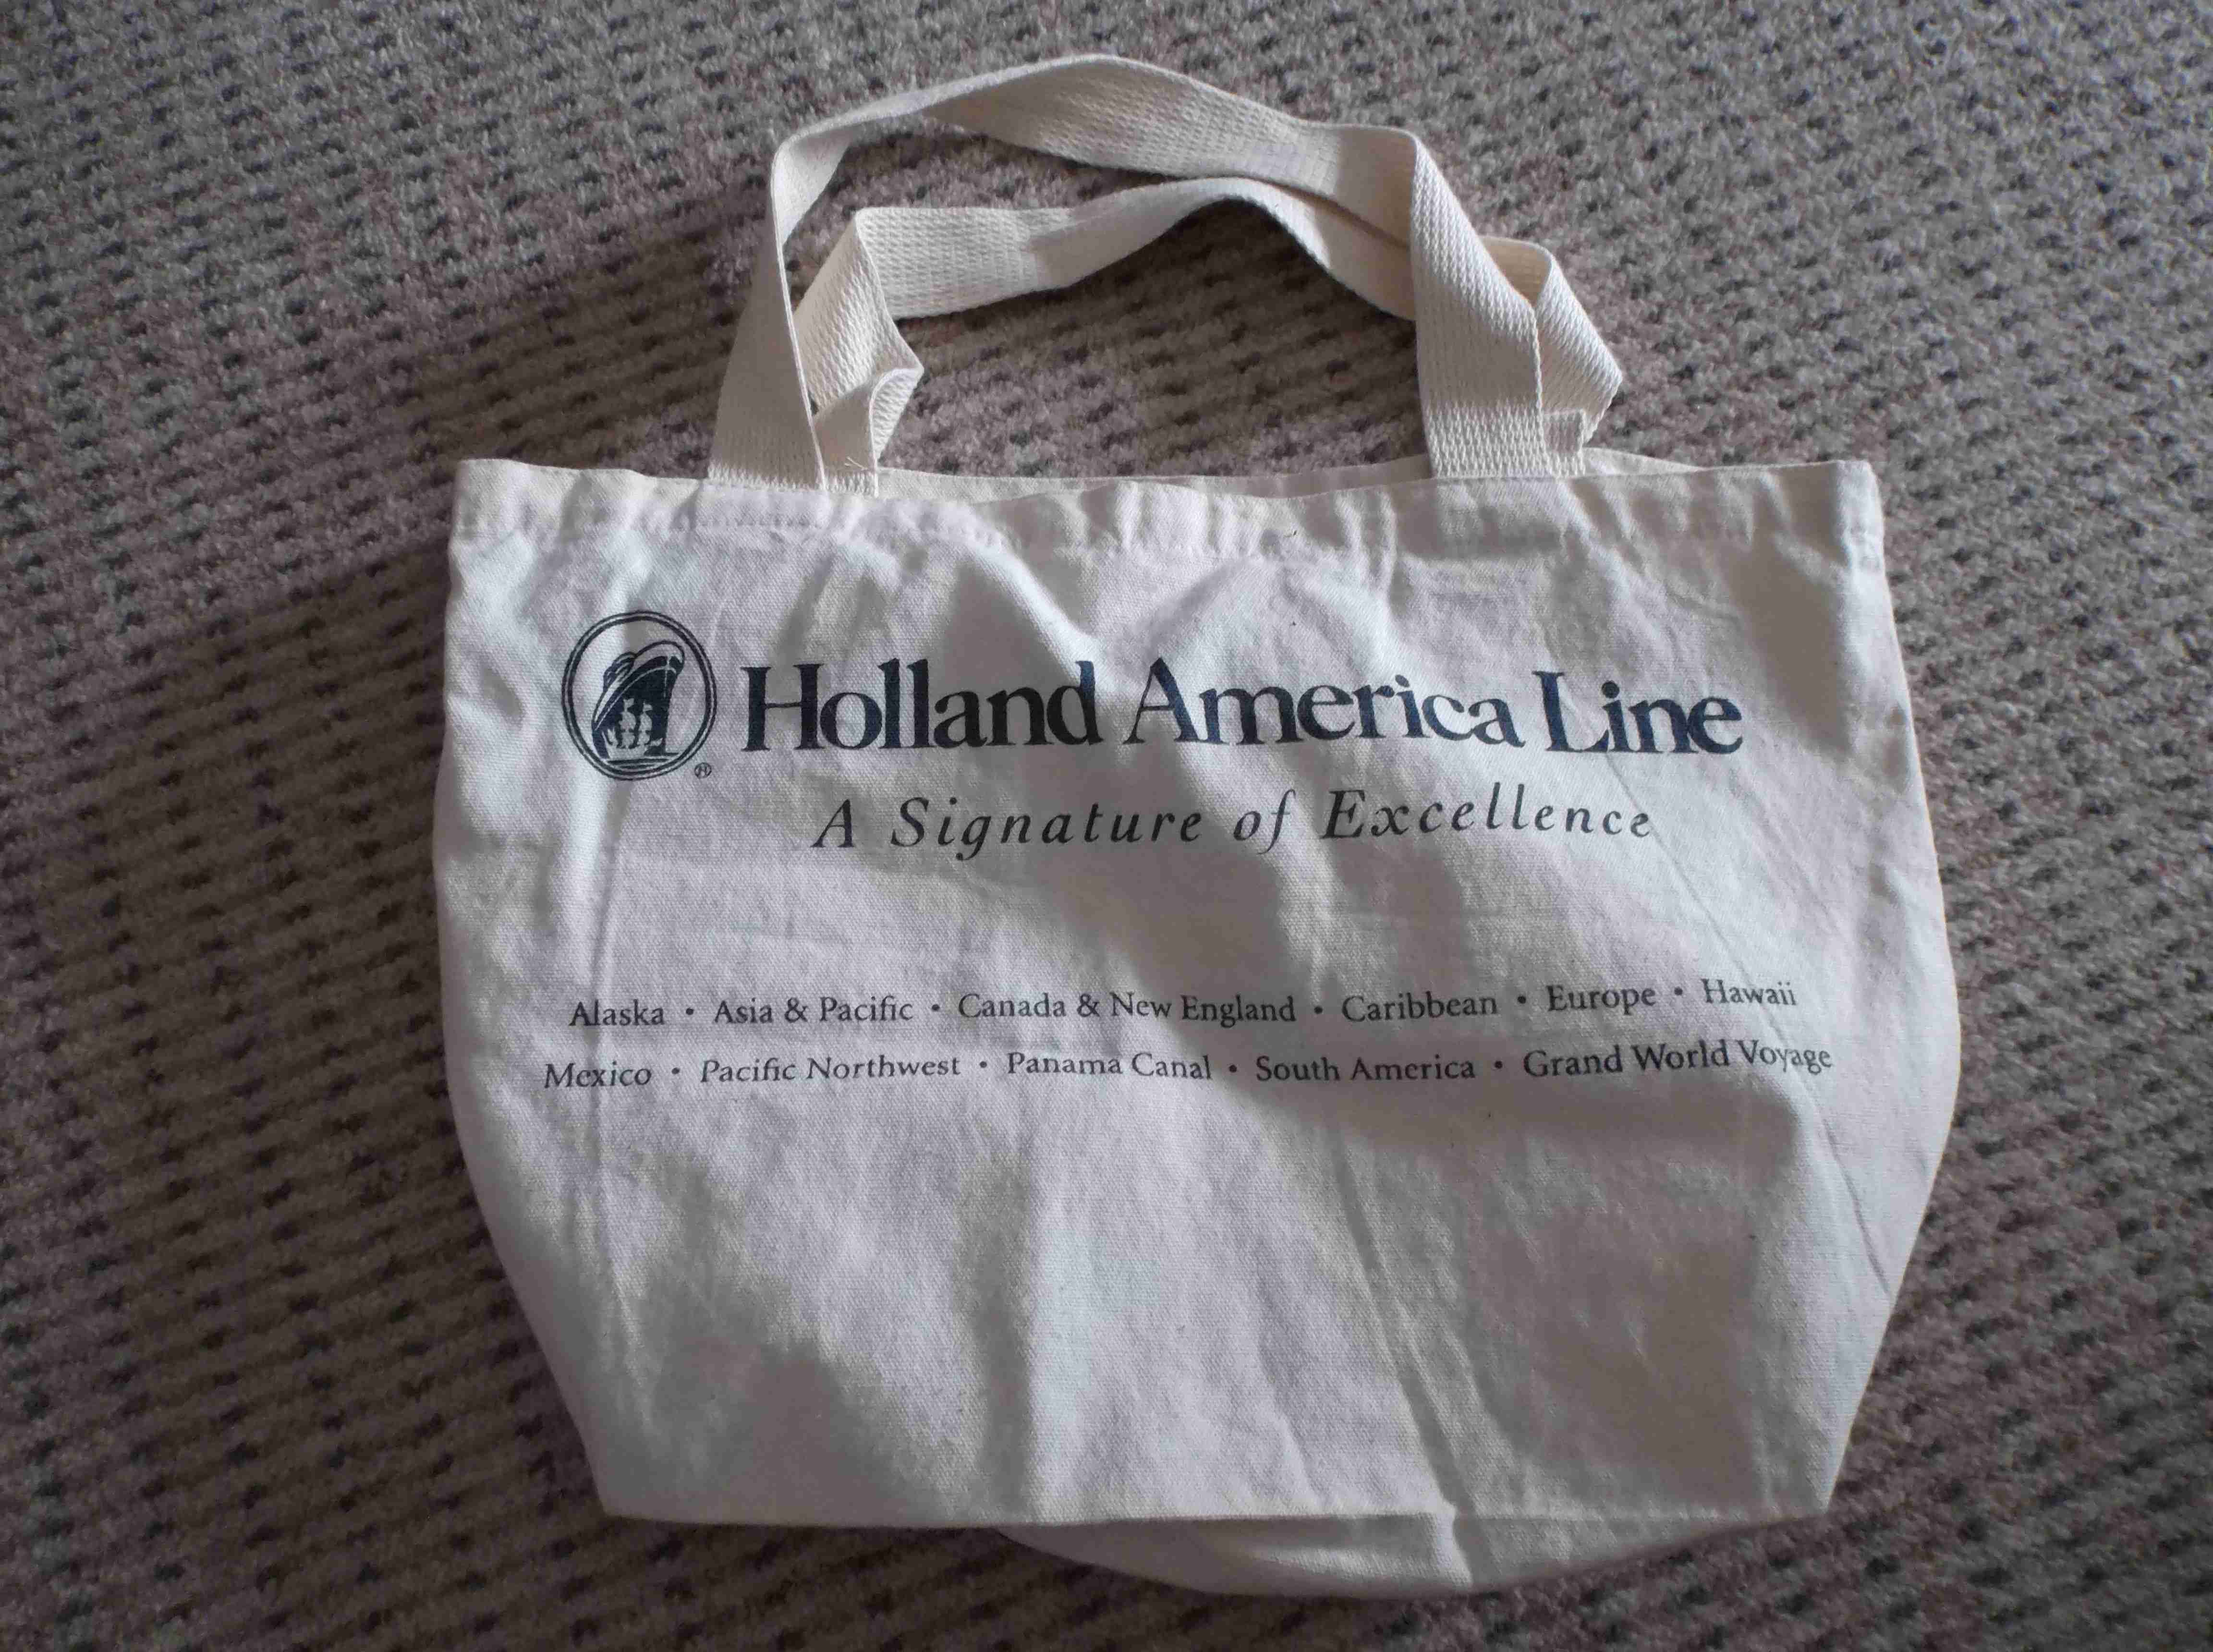 Holland America Line
®
A Signature of Excellence
Alaska • Asia & Pacific • Canada & New England • Caribbean • Europe • Hawaii
Mexico • Pacific Northwest • Panama Canal • South America • Grand World Voyage